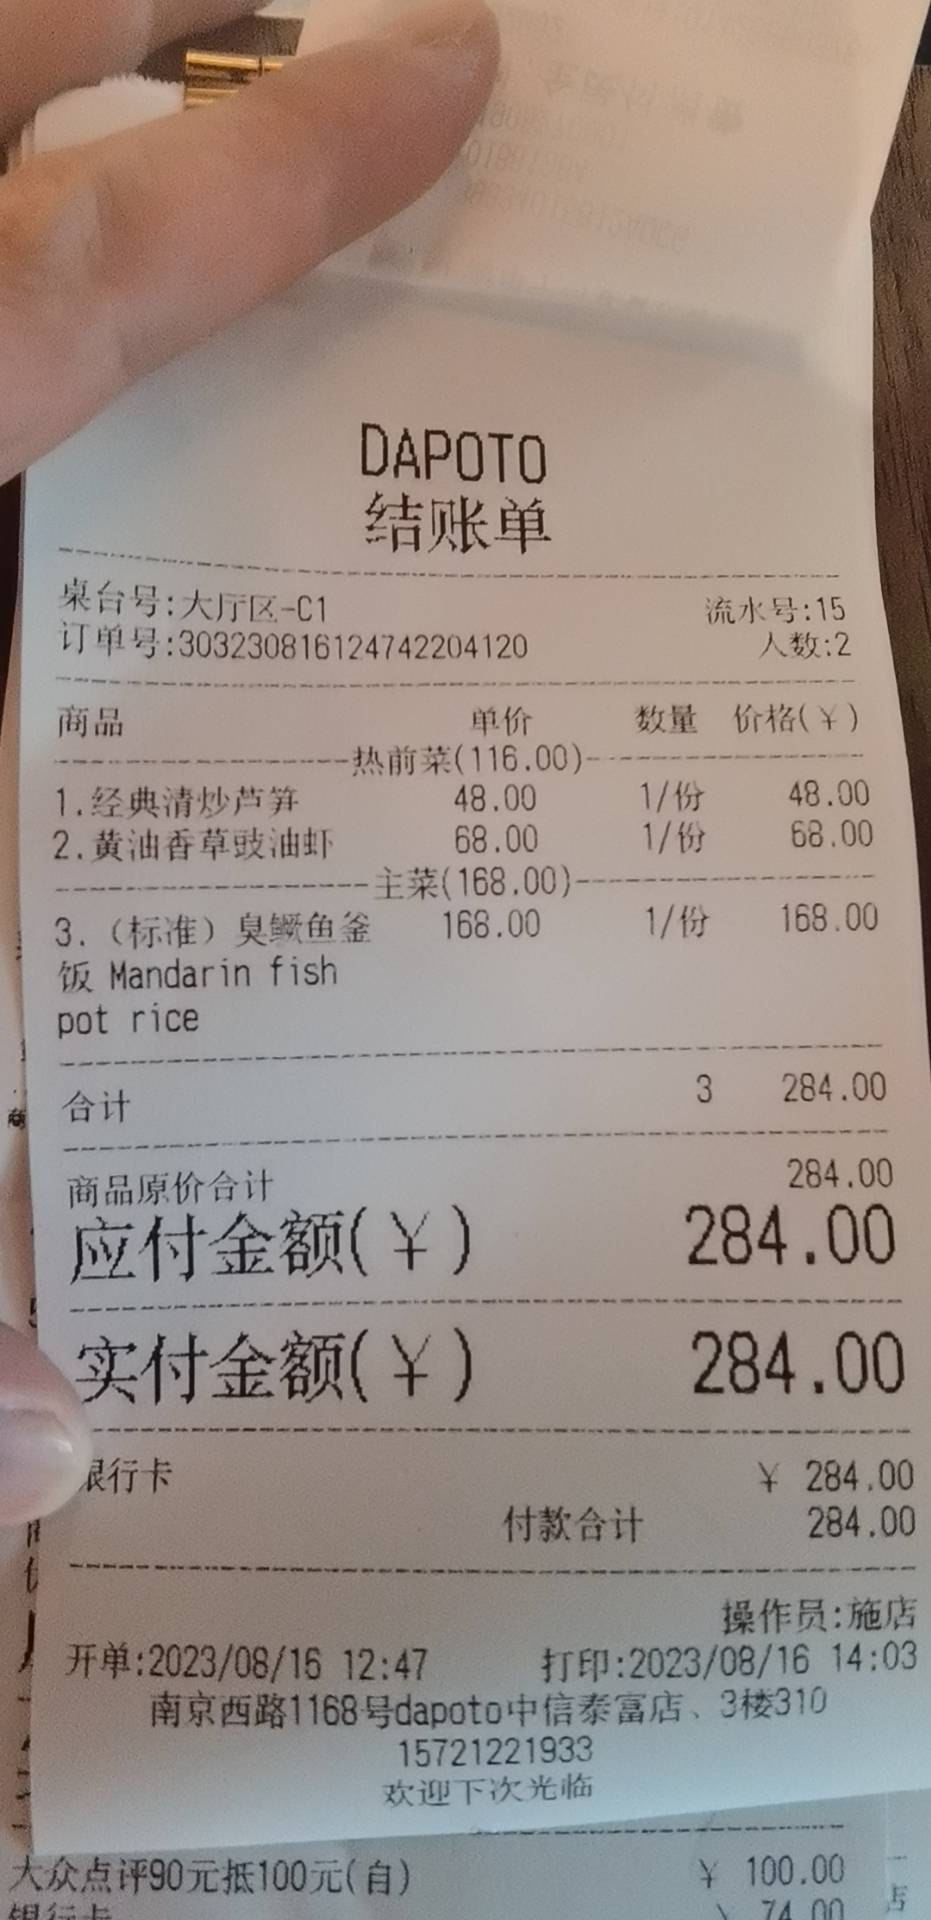 DAPOTO
结账单
桌台号:大厅区-C1 流水号:15
订单号:303230816124742204120 人数:2
商品 单价 数量 价格(¥)
热前菜(116.00)
1.经典清炒芦笋 48.00 1/份 48.00
2.黄油香草豉油虾 68.00 1/份 68.00
主菜(168.00)
3.（标准）臭鳜鱼釜 168.00 1/份 168.00
饭 Mandarin fish
pot rice
合计 3 284.00
商品原价合计 284.00
应付金额(¥) 284.00
实付金额(¥) 284.00
银行卡 ¥ 284.00
付款合计 284.00
操作员:施店
开单:2023/08/16 12:47 打印:2023/08/16 14:03
南京西路1168号dapoto中信泰富店、3楼310
15721221933
欢迎下次光临
大众点评90元抵100元(自) ¥ 100.00
银行卡 ¥ 74.00